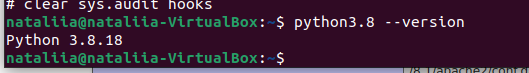 # clear sys.audit hooks
nataliia@nataliia-VirtualBox:~$ python3.8 --version
Python 3.8.18
nataliia@nataliia-VirtualBox:~$